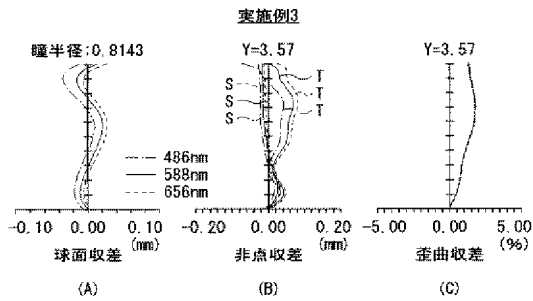 実施例3
瞳半径:0.8143
Y=3.57
Y=3.57
S
T
S
T
S
T
486nm
588nm
656nm
-0.10 0.00 0.10
(mm)
球面収差
(A)
-0.20 0.00 0.20
(mm)
非点収差
(B)
-5.00 0.00 5.00
(%)
歪曲収差
(C)